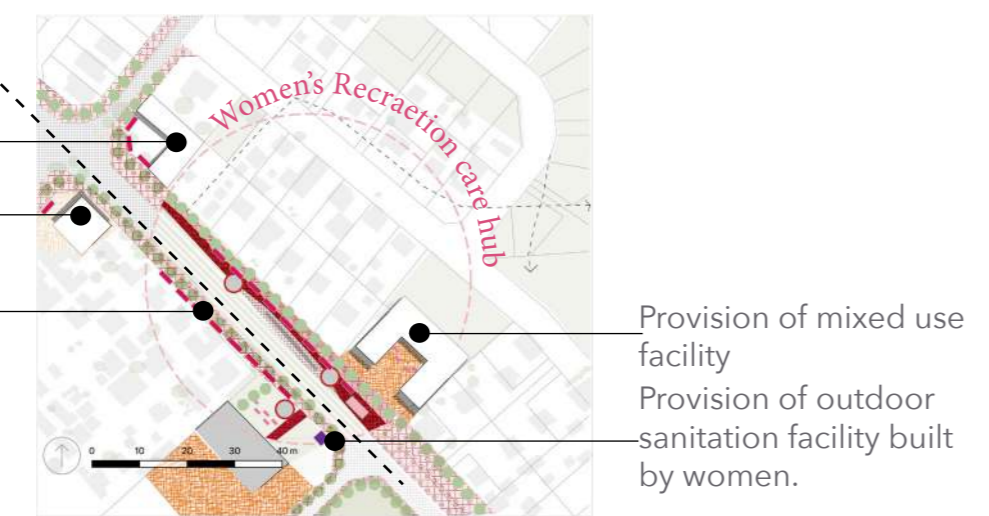 Women's Recraetion care hub
Provision of mixed use
facility
Provision of outdoor
sanitation facility built
by women.
0 10 20 30 40 m